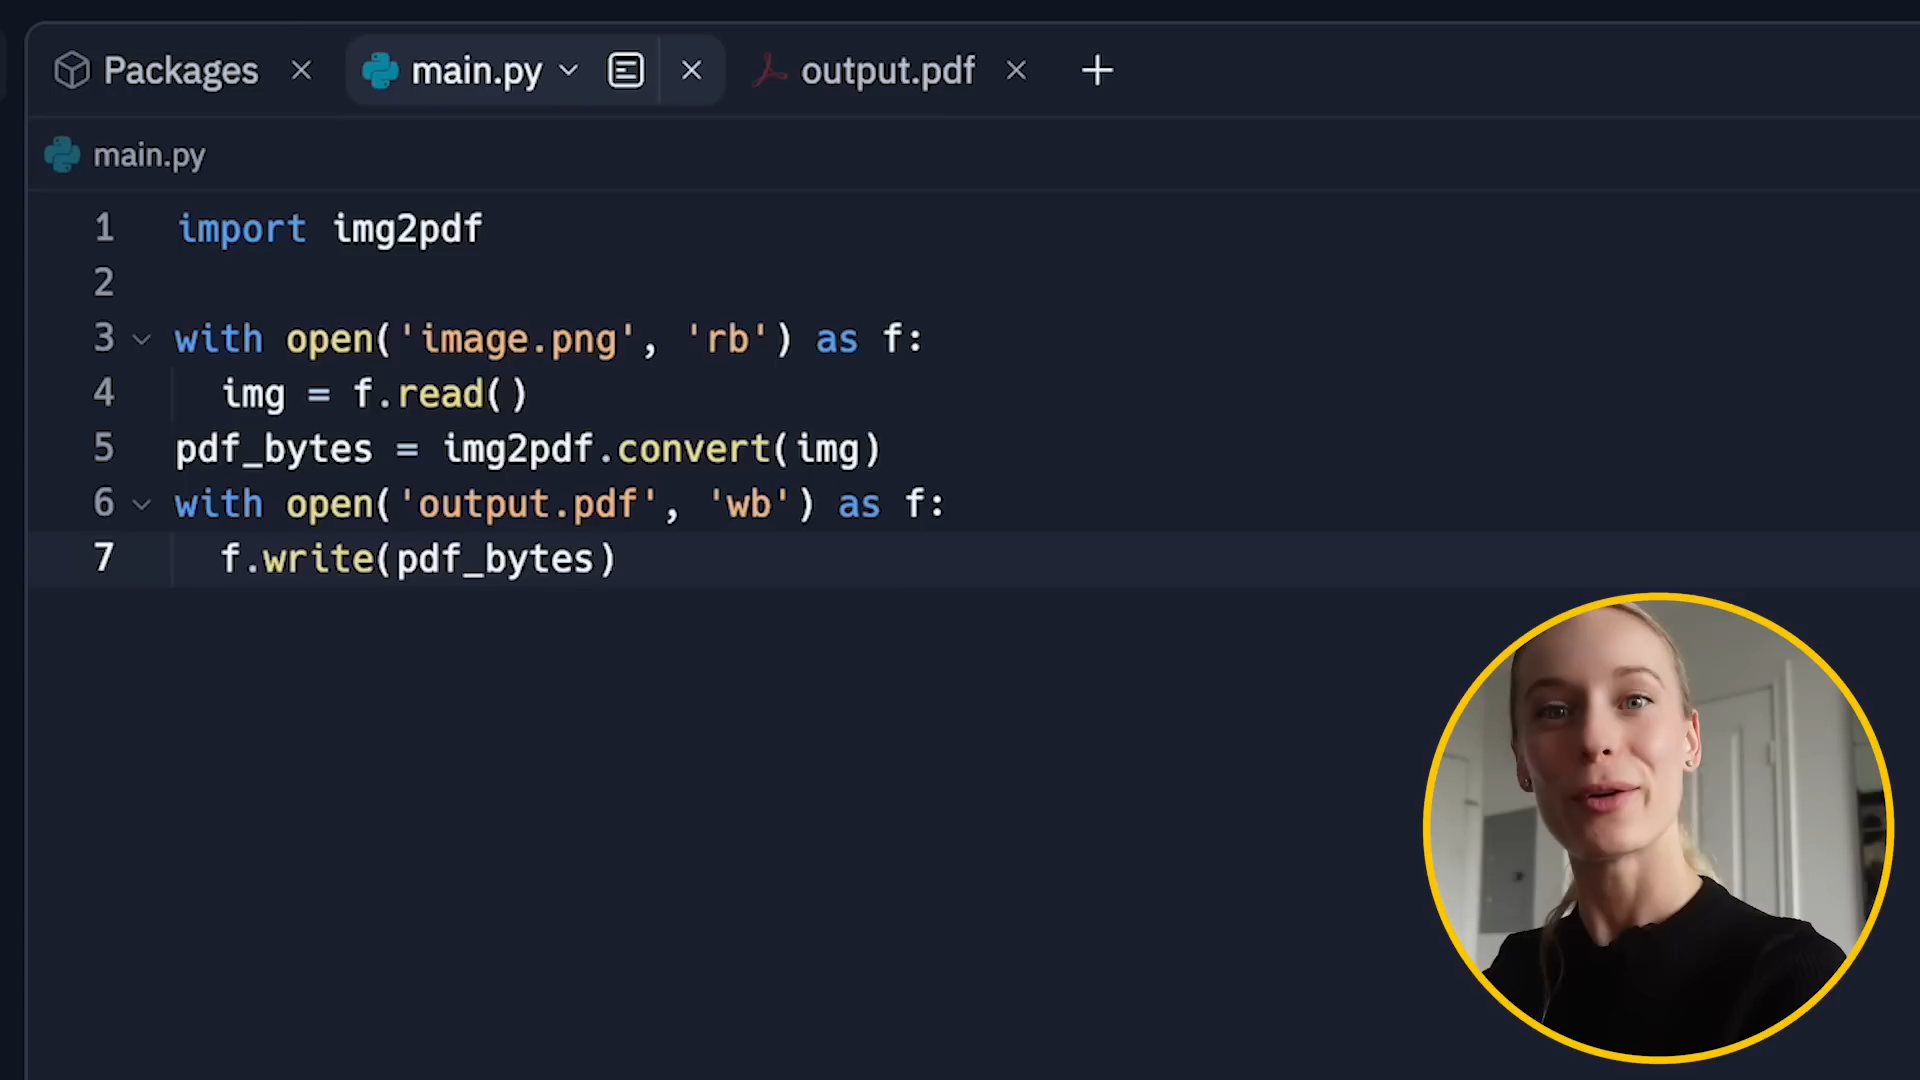 Packages main.py output.pdf
main.py
1 import img2pdf
2
3 with open('image.png', 'rb') as f:
4   img = f.read()
5 pdf_bytes = img2pdf.convert(img)
6 with open('output.pdf', 'wb') as f:
7   f.write(pdf_bytes)